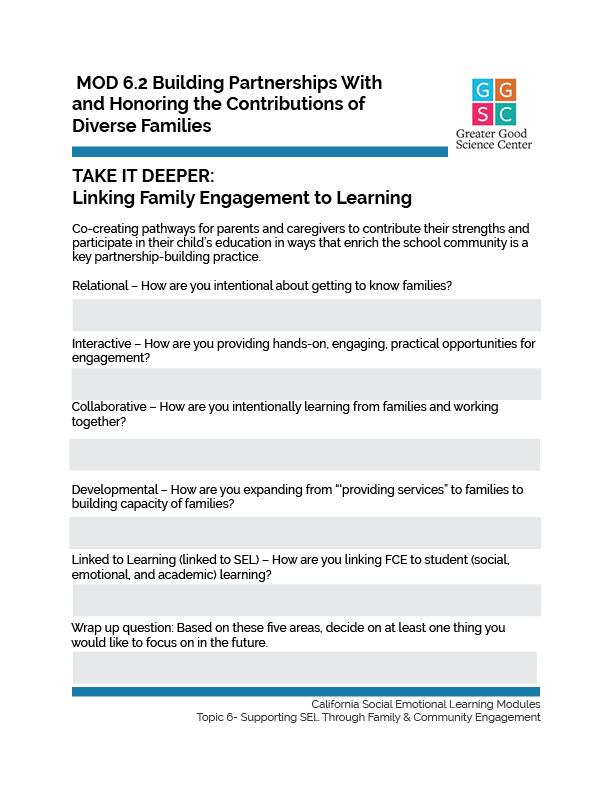 MOD 6.2 Building Partnerships With
and Honoring the Contributions of
Diverse Families
G G
S C
Greater Good
Science Center
TAKE IT DEEPER:
Linking Family Engagement to Learning
Co-creating pathways for parents and caregivers to contribute their strengths and
participate in their child's education in ways that enrich the school community is a
key partnership-building practice.
Relational – How are you intentional about getting to know families?
Interactive – How are you providing hands-on, engaging, practical opportunities for
engagement?
Collaborative – How are you intentionally learning from families and working
together?
Developmental – How are you expanding from “‘providing services” to families to
building capacity of families?
Linked to Learning (linked to SEL) – How are you linking FCE to student (social,
emotional, and academic) learning?
Wrap up question: Based on these five areas, decide on at least one thing you
would like to focus on in the future.
California Social Emotional Learning Modules
Topic 6- Supporting SEL Through Family & Community Engagement